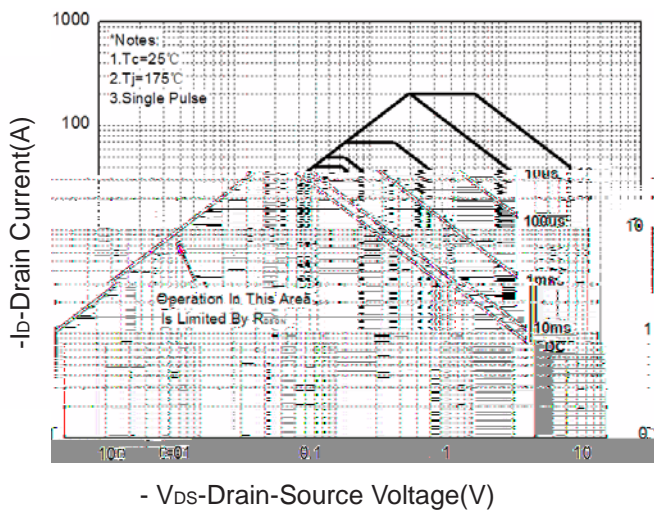 1000
*Notes:
1.Tc=25℃
2.Tj=175℃
3.Single Pulse
100
10us
100us
10
1ms
Operation In This Area
Is Limited By
10ms
1
DC
0.1
1
10
-ID-Drain Current(A)
- VDS-Drain-Source Voltage(V)